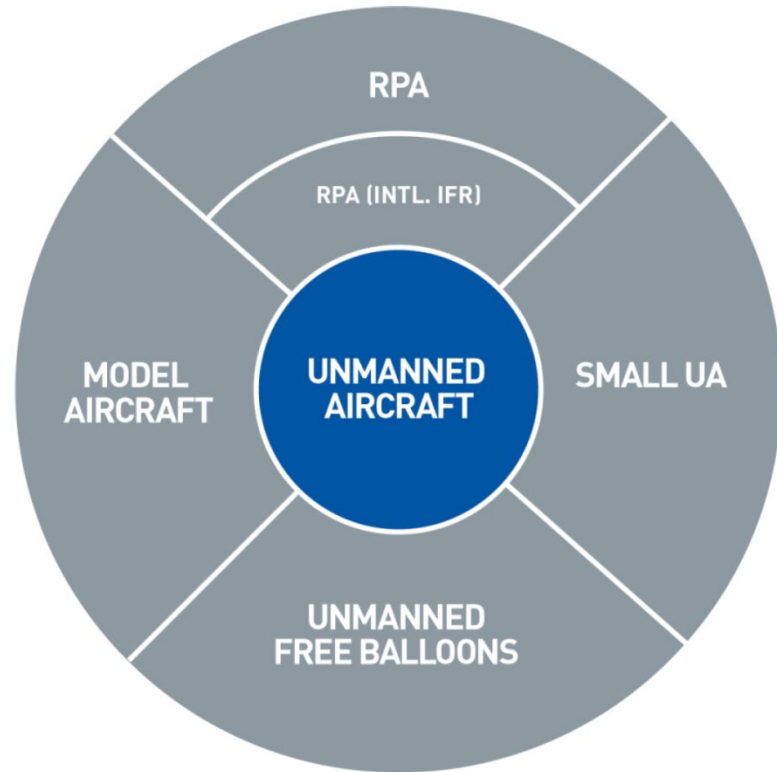 RPA
RPA (INTL. IFR)
MODEL
AIRCRAFT
UNMANNED
AIRCRAFT
SMALL UA
UNMANNED
FREE BALLOONS